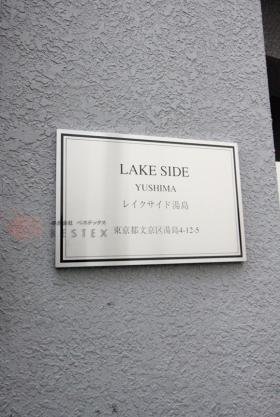 LAKE SIDE
YUSHIMA
レイクサイド湯島
株式会社 ベステックス
BESTEX
東京都文京区湯島4-12-5